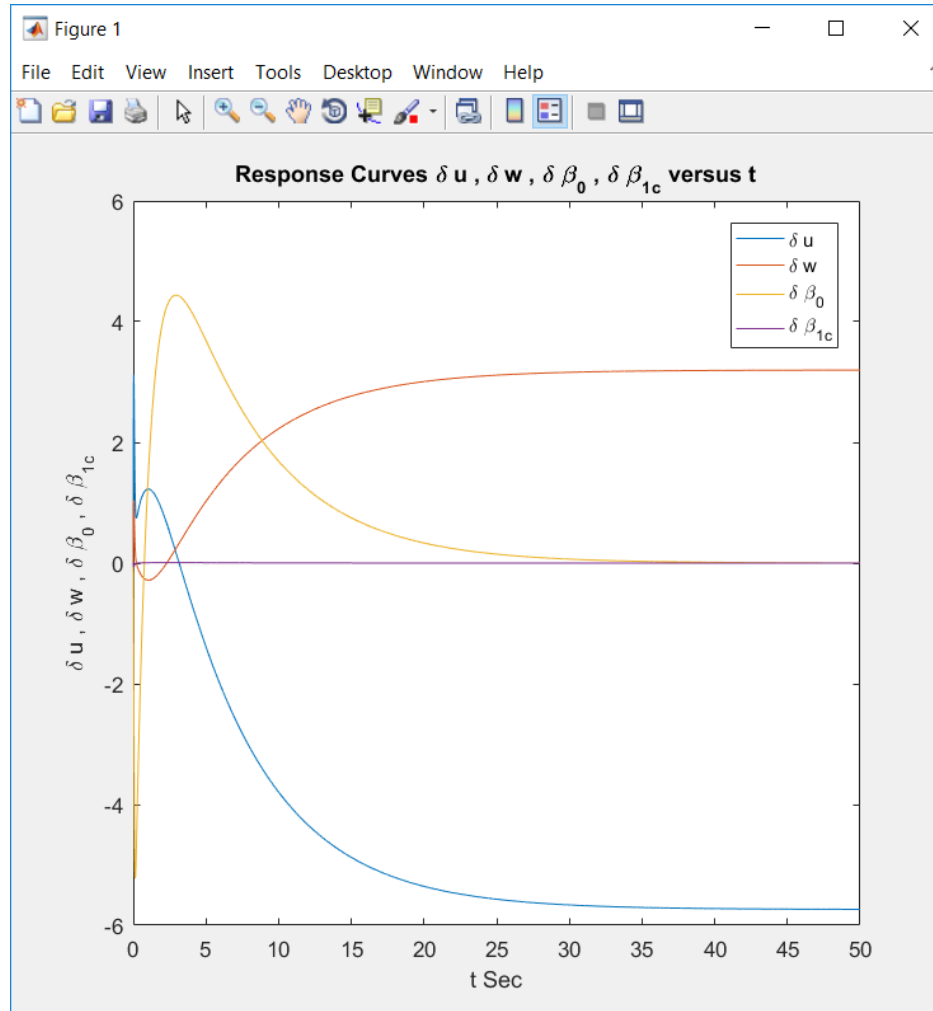 Figure 1
File Edit View Insert Tools Desktop Window Help
Response Curves δ u , δ w , δ β₀ , δ β₁c versus t
δ u
δ w
δ β₀
δ β₁c
δ u , δ w , δ β₀ , δ β₁c
6
4
2
0
-2
-4
-6
0 5 10 15 20 25 30 35 40 45 50
t Sec